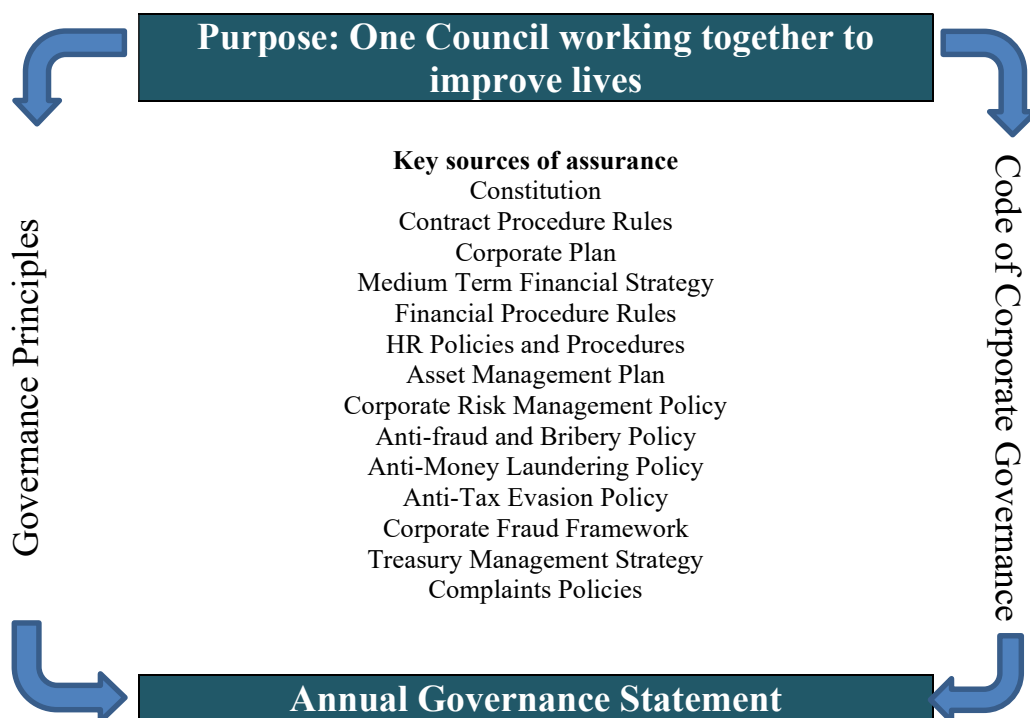 Purpose: One Council working together to
improve lives
Governance Principles
Key sources of assurance
Constitution
Contract Procedure Rules
Corporate Plan
Medium Term Financial Strategy
Financial Procedure Rules
HR Policies and Procedures
Asset Management Plan
Corporate Risk Management Policy
Anti-fraud and Bribery Policy
Anti-Money Laundering Policy
Anti-Tax Evasion Policy
Corporate Fraud Framework
Treasury Management Strategy
Complaints Policies
Code of Corporate Governance
Annual Governance Statement